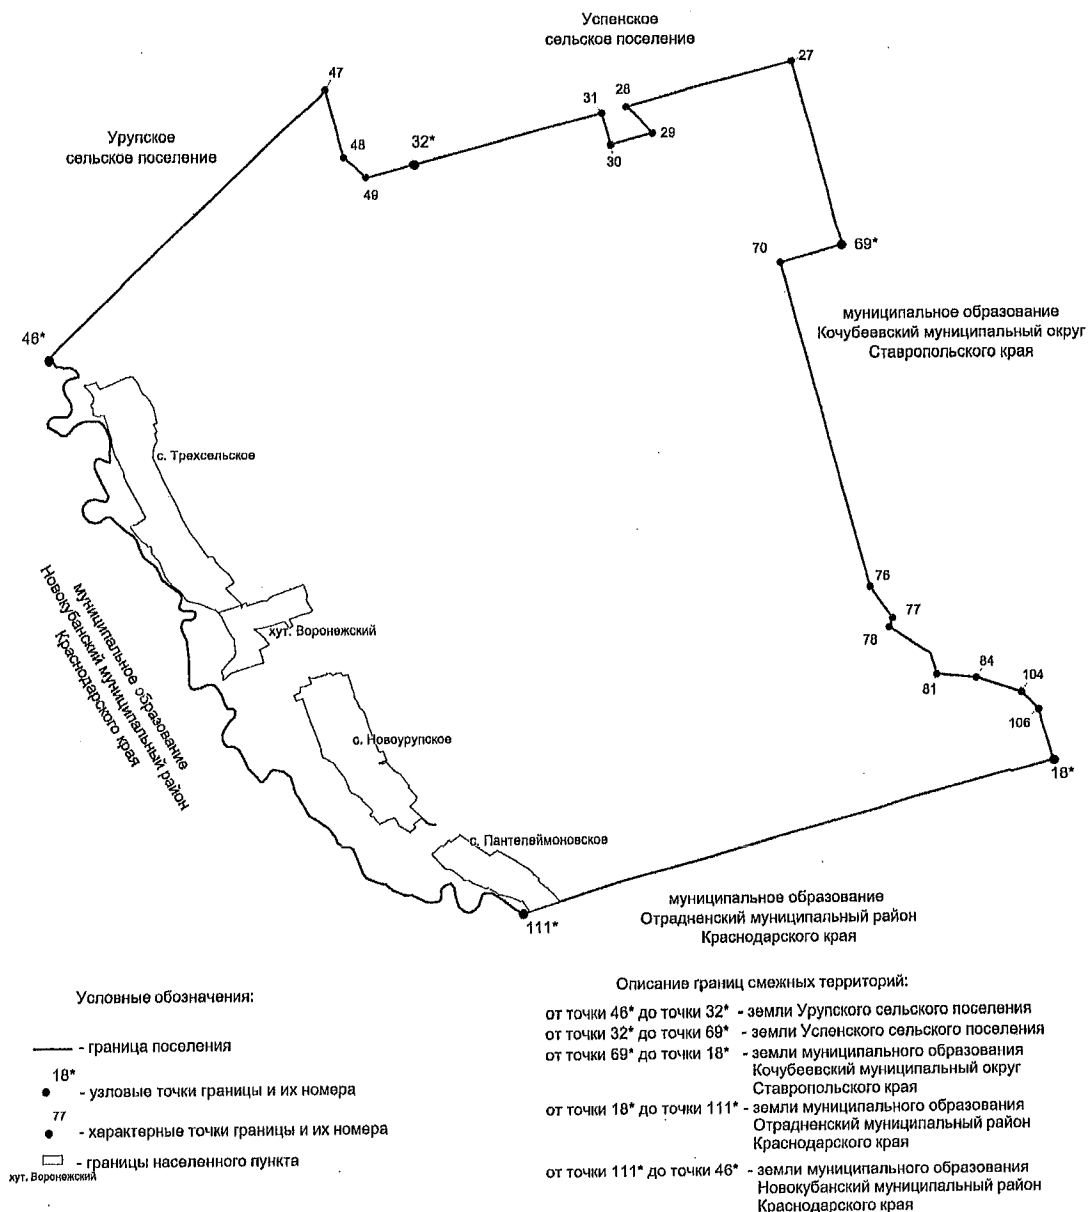 Успенское
сельское поселение
27
47
28
31
29
30
Урупское
сельское поселение
48
32*
49
70
69*
муниципальное образование
Кочубеевский муниципальный округ
Ставропольского края
46*
с. Трехсельское
76
77
78
хут. Воронежский
84
81
104
106
муниципальное образование
Новокубанский муниципальный район
Краснодарского края
с. Новоурупское
18*
с. Пантелеймоновское
111*
муниципальное образование
Отрадненский муниципальный район
Краснодарского края
Условные обозначения:
- граница поселения
18*
- узловые точки границы и их номера
77
- характерные точки границы и их номера
- границы населенного пункта
хут. Воронежский
Описание границ смежных территорий:
от точки 46* до точки 32* - земли Урупского сельского поселения
от точки 32* до точки 69* - земли Успенского сельского поселения
от точки 69* до точки 18* - земли муниципального образования
Кочубеевский муниципальный округ
Ставропольского края
от точки 18* до точки 111* - земли муниципального образования
Отрадненский муниципальный район
Краснодарского края
от точки 111* до точки 46* - земли муниципального образования
Новокубанский муниципальный район
Краснодарского края